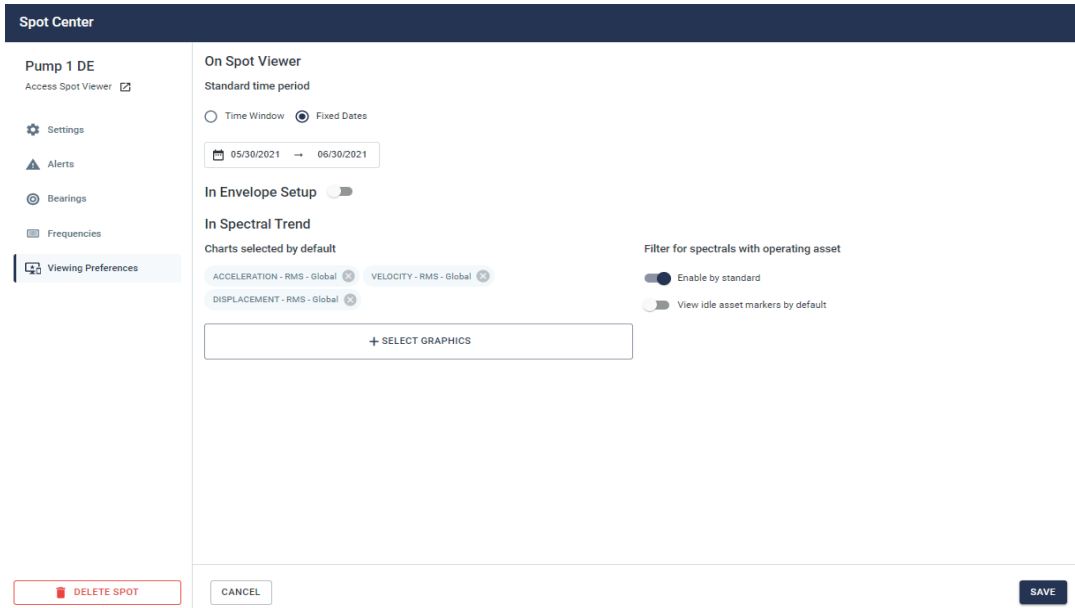 Spot Center
Pump 1 DE
Access Spot Viewer
Settings
Alerts
Bearings
Frequencies
Viewing Preferences
DELETE SPOT
On Spot Viewer
Standard time period
Time Window Fixed Dates
05/30/2021 → 06/30/2021
In Envelope Setup
In Spectral Trend
Charts selected by default
ACCELERATION - RMS - Global VELOCITY - RMS - Global
DISPLACEMENT - RMS - Global
+ SELECT GRAPHICS
Filter for spectrals with operating asset
Enable by standard
View idle asset markers by default
CANCEL
SAVE